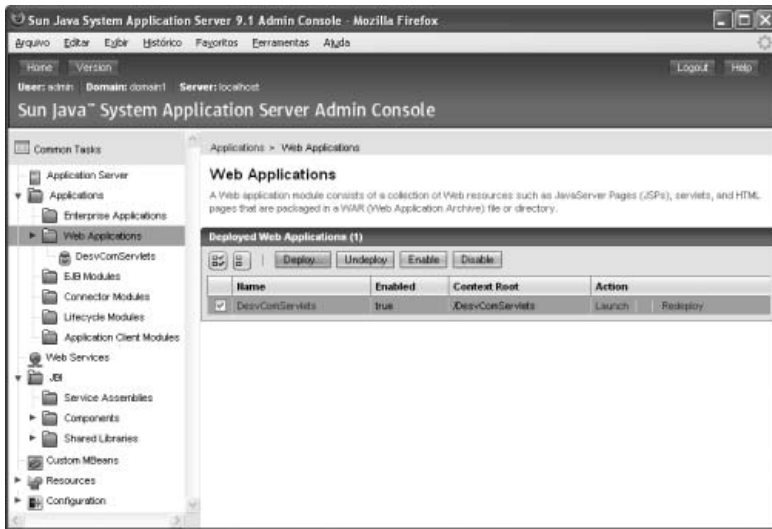 Sun Java System Application Server 9.1 Admin Console - Mozilla Firefox
Arquivo Editar Exibir Histórico Favoritos Ferramentas Ajuda
Home Version
Logout Help
User: admin Domain: domain1 Server: localhost
Sun Java™ System Application Server Admin Console
Common Tasks
Application Server
Applications
Enterprise Applications
Web Applications
DesvComServlets
EJB Modules
Connector Modules
Lifecycle Modules
Application Client Modules
Web Services
JBI
Service Assemblies
Components
Shared Libraries
Custom MBeans
Resources
Configuration
Applications > Web Applications
Web Applications
A Web application module consists of a collection of Web resources such as JavaServer Pages (JSPs), servlets, and HTML
pages that are packaged in a WAR (Web Application Archive) file or directory.
Deployed Web Applications (1)
Deploy... Undeploy Enable Disable
Name Enabled Context Root Action
DesvComServlets true /DesvComServlets Launch Redeploy